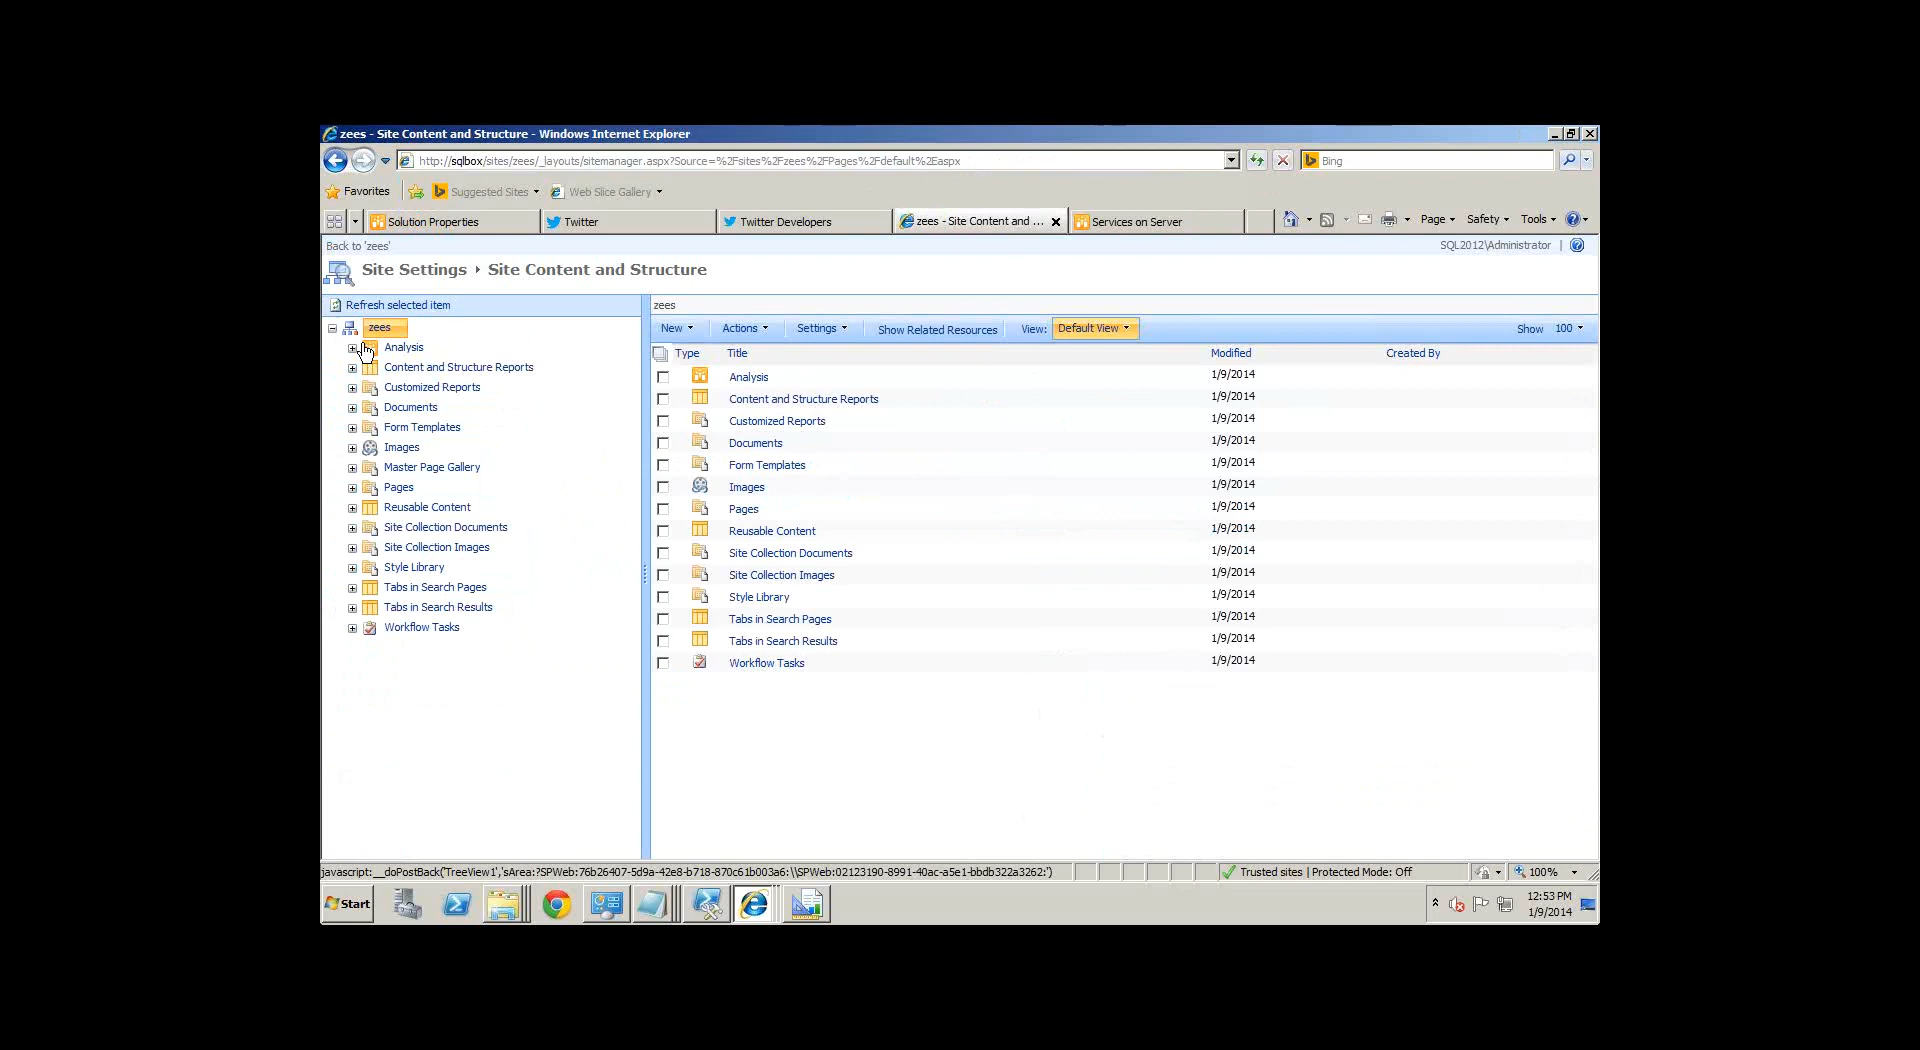 zees - Site Content and Structure - Windows Internet Explorer
http://sqlbox/sites/zees/_layouts/sitemanager.aspx?Source=%2Fsites%2Fzees%2FPages%2Fdefault%2Easpx
Bing
Favorites
Suggested Sites
Web Slice Gallery
Solution Properties
Twitter
Twitter Developers
zees - Site Content and ...
Services on Server
Page
Safety
Tools
Back to 'zees'
SQL2012\Administrator |
Site Settings
Site Content and Structure
Refresh selected item
zees
Analysis
Content and Structure Reports
Customized Reports
Documents
Form Templates
Images
Master Page Gallery
Pages
Reusable Content
Site Collection Documents
Site Collection Images
Style Library
Tabs in Search Pages
Tabs in Search Results
Workflow Tasks
zees
New
Actions
Settings
Show Related Resources
View: Default View
Show 100
Type Title Modified Created By
Analysis 1/9/2014
Content and Structure Reports 1/9/2014
Customized Reports 1/9/2014
Documents 1/9/2014
Form Templates 1/9/2014
Images 1/9/2014
Pages 1/9/2014
Reusable Content 1/9/2014
Site Collection Documents 1/9/2014
Site Collection Images 1/9/2014
Style Library 1/9/2014
Tabs in Search Pages 1/9/2014
Tabs in Search Results 1/9/2014
Workflow Tasks 1/9/2014
javascript:__doPostBack('TreeView1','sArea:?SPWeb:76b26407-5d9a-42e8-b718-870c61b003a6:\\SPWeb:02123190-8991-40ac-a5e1-bbdb322a3262:')
Trusted sites | Protected Mode: Off
100%
Start
12:53 PM
1/9/2014